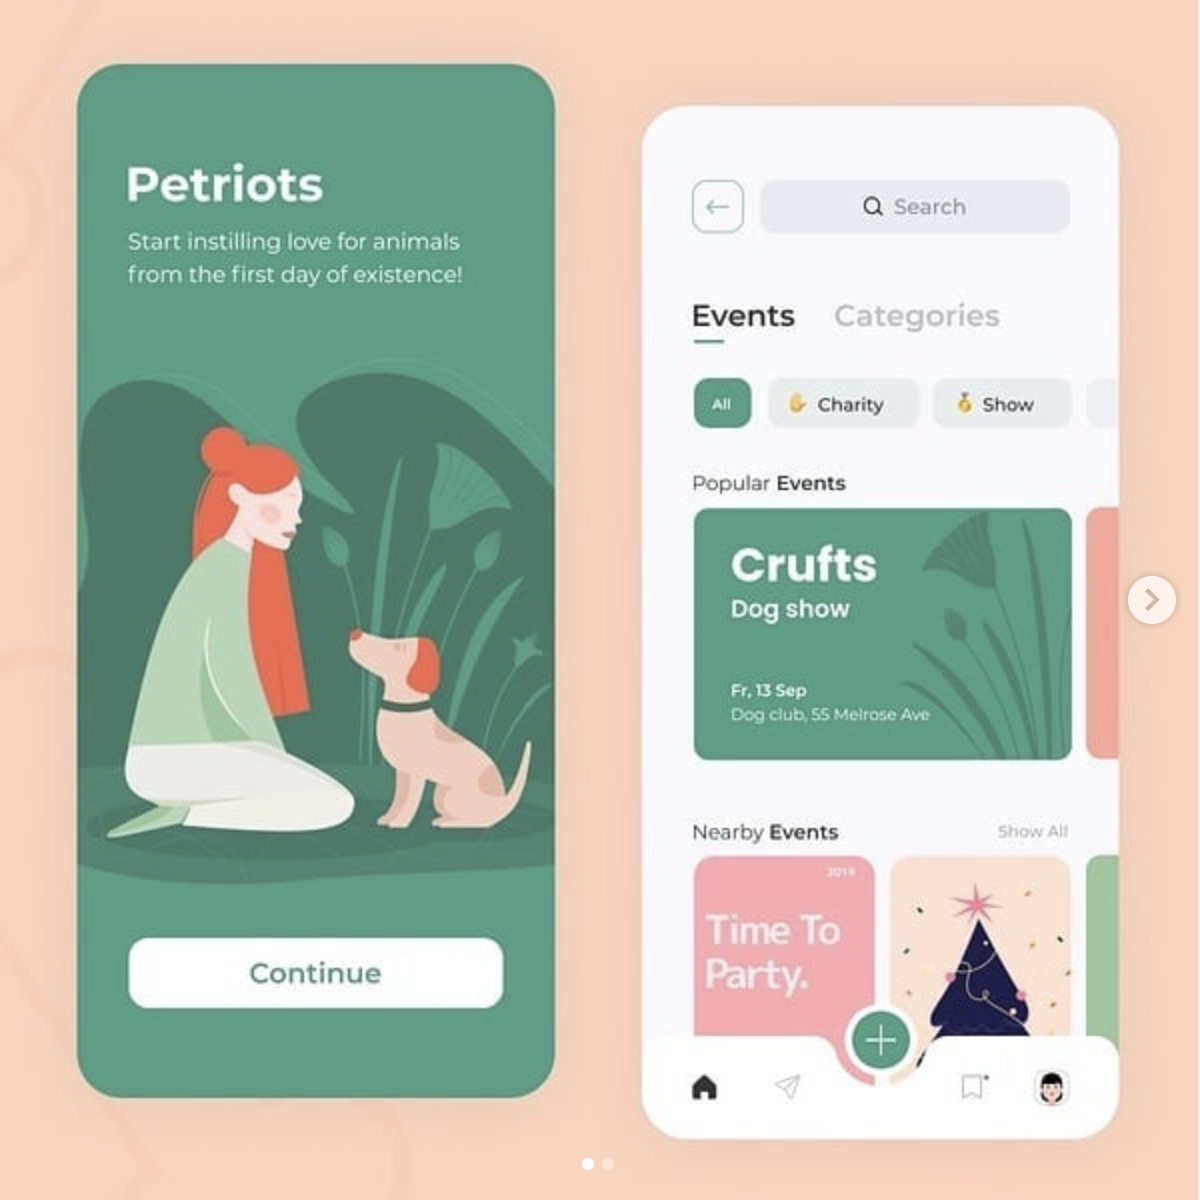 Petriots
Start instilling love for animals
from the first day of existence!
Continue
Search
Events Categories
All Charity Show
Popular Events
Crufts
Dog show
Fr, 13 Sep
Dog club, 55 Melrose Ave
Nearby Events Show All
2019
Time To
Party.